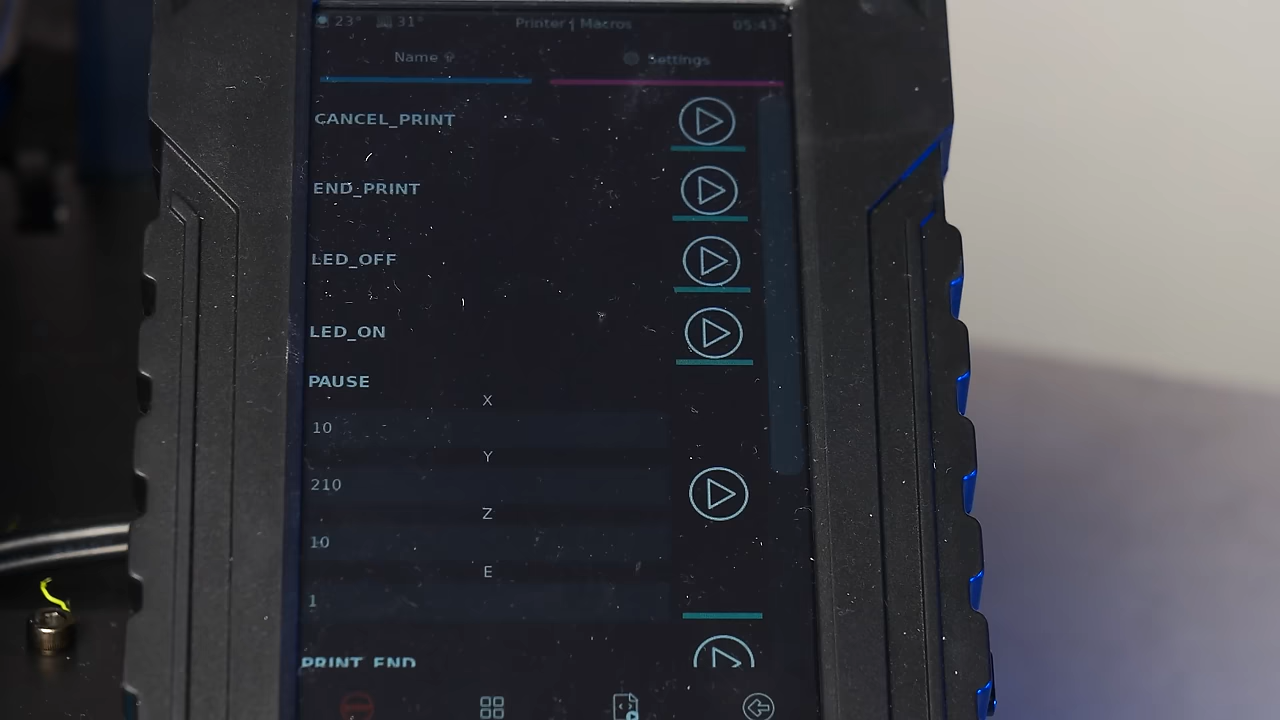 23° 31° Printer | Macros 05:43
Name Settings
CANCEL_PRINT
END_PRINT
LED_OFF
LED_ON
PAUSE
X
10
Y
210
Z
10
E
1
PRINT_END